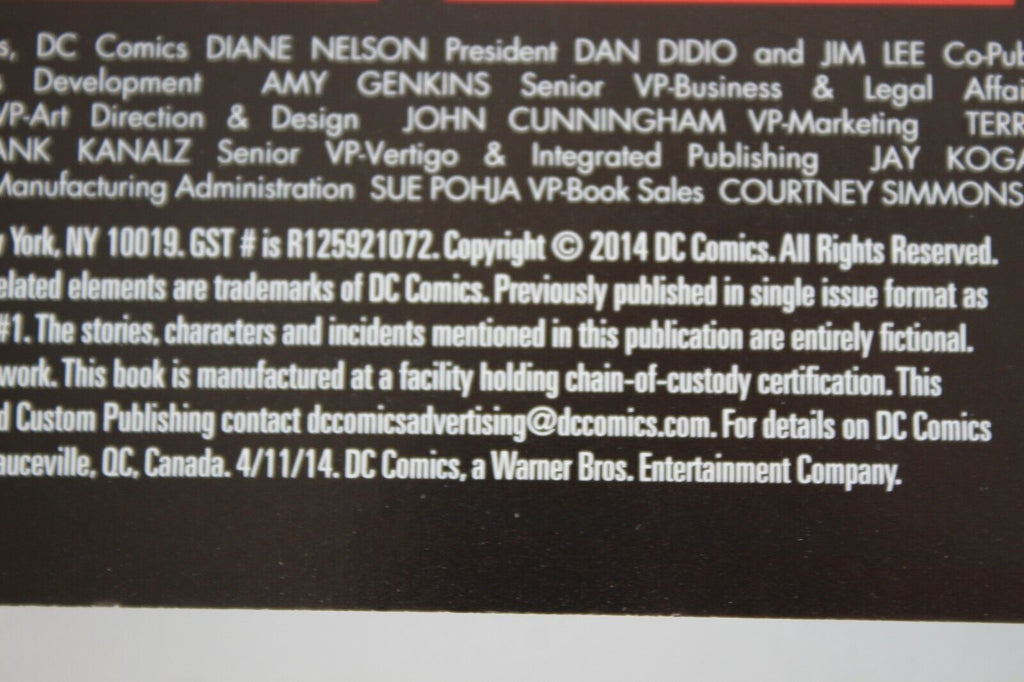 s, DC Comics DIANE NELSON President DAN DIDIO and JIM LEE Co-Pub
s Development AMY GENKINS Senior VP-Business & Legal Affai
VP-Art Direction & Design JOHN CUNNINGHAM VP-Marketing TERR
ANK KANALZ Senior VP-Vertigo & Integrated Publishing JAY KOGA
Manufacturing Administration SUE POHJA VP-Book Sales COURTNEY SIMMONS
York, NY 10019. GST # is R125921072. Copyright © 2014 DC Comics. All Rights Reserved.
elated elements are trademarks of DC Comics. Previously published in single issue format as
#1. The stories, characters and incidents mentioned in this publication are entirely fictional.
work. This book is manufactured at a facility holding chain-of-custody certification. This
d Custom Publishing contact dccomicsadvertising@dccomics.com. For details on DC Comics
auceville, QC, Canada. 4/11/14. DC Comics, a Warner Bros. Entertainment Company.